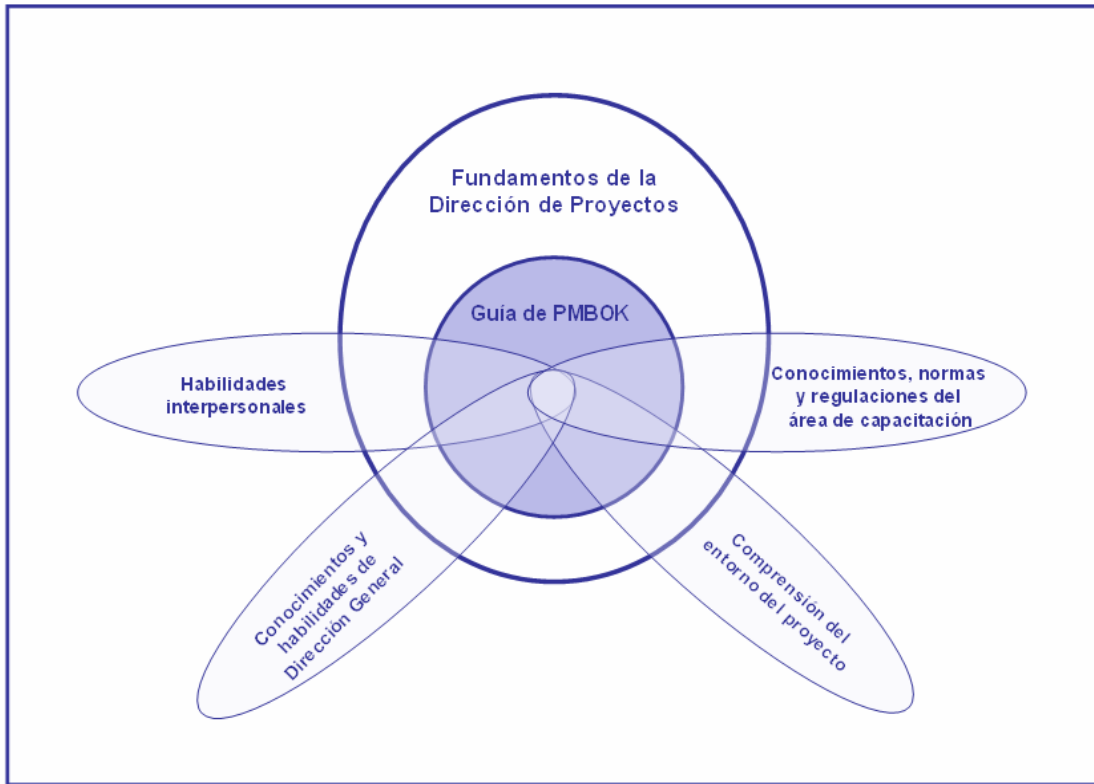 Fundamentos de la
Dirección de Proyectos
Guía de PMBOK
Habilidades
interpersonales
Conocimientos, normas
y regulaciones del
área de capacitación
Conocimientos y
habilidades de
Dirección General
Comprensión del
entorno del proyecto